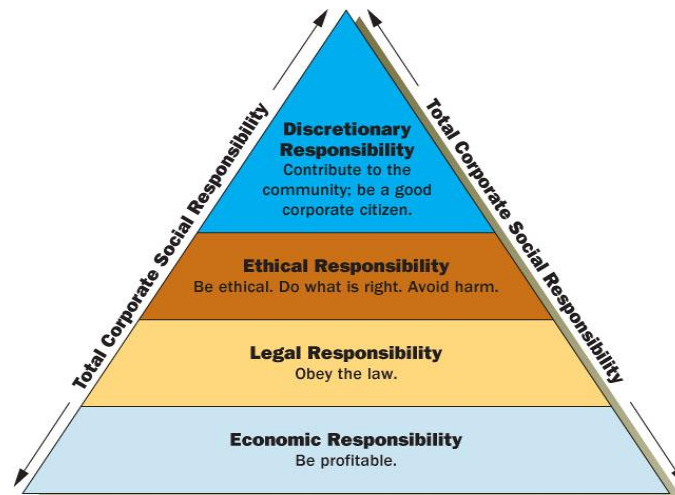 Total Corporate Social Responsibility
Total Corporate Social Responsibility
Discretionary
Responsibility
Contribute to the
community; be a good
corporate citizen.
Ethical Responsibility
Be ethical. Do what is right. Avoid harm.
Legal Responsibility
Obey the law.
Economic Responsibility
Be profitable.